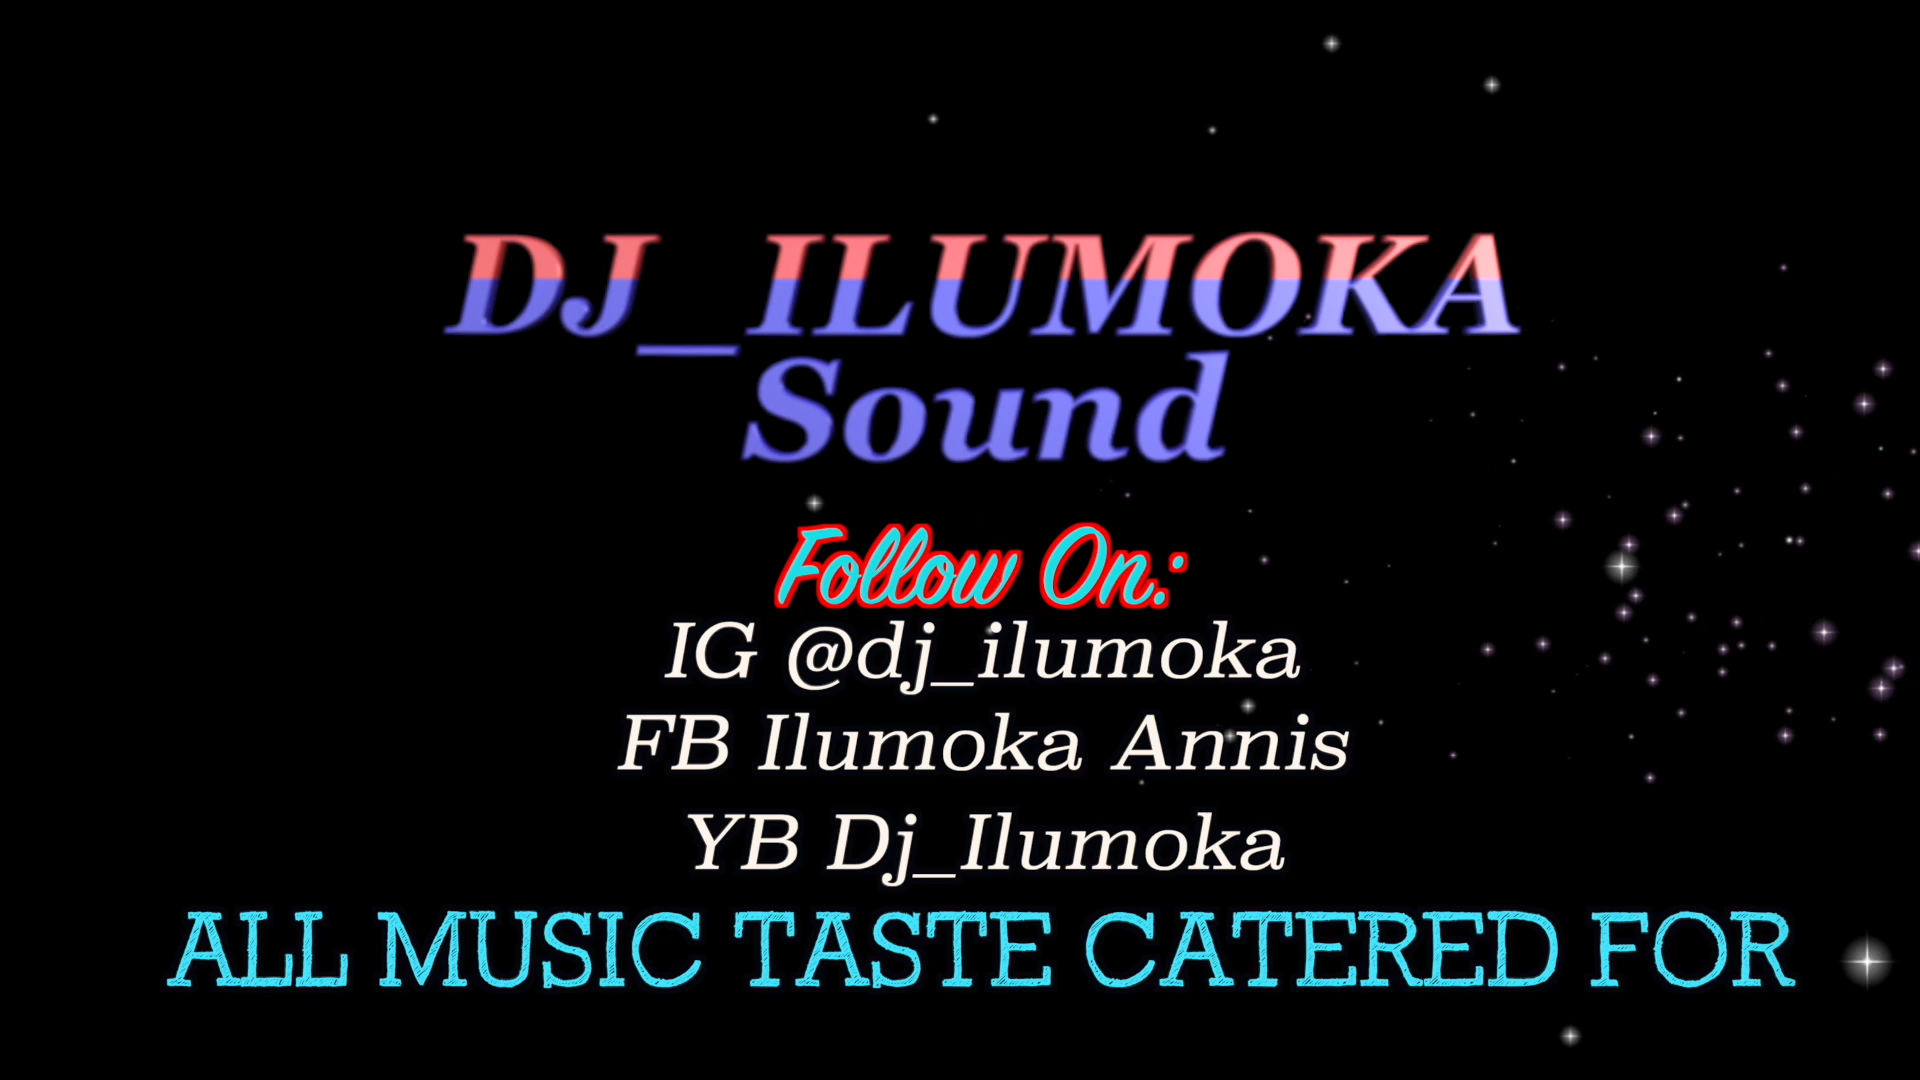 DJ_ILUMOKA
Sound
Follow On:
IG @dj_ilumoka
FB Ilumoka Annis
YB Dj_Ilumoka
ALL MUSIC TASTE CATERED FOR